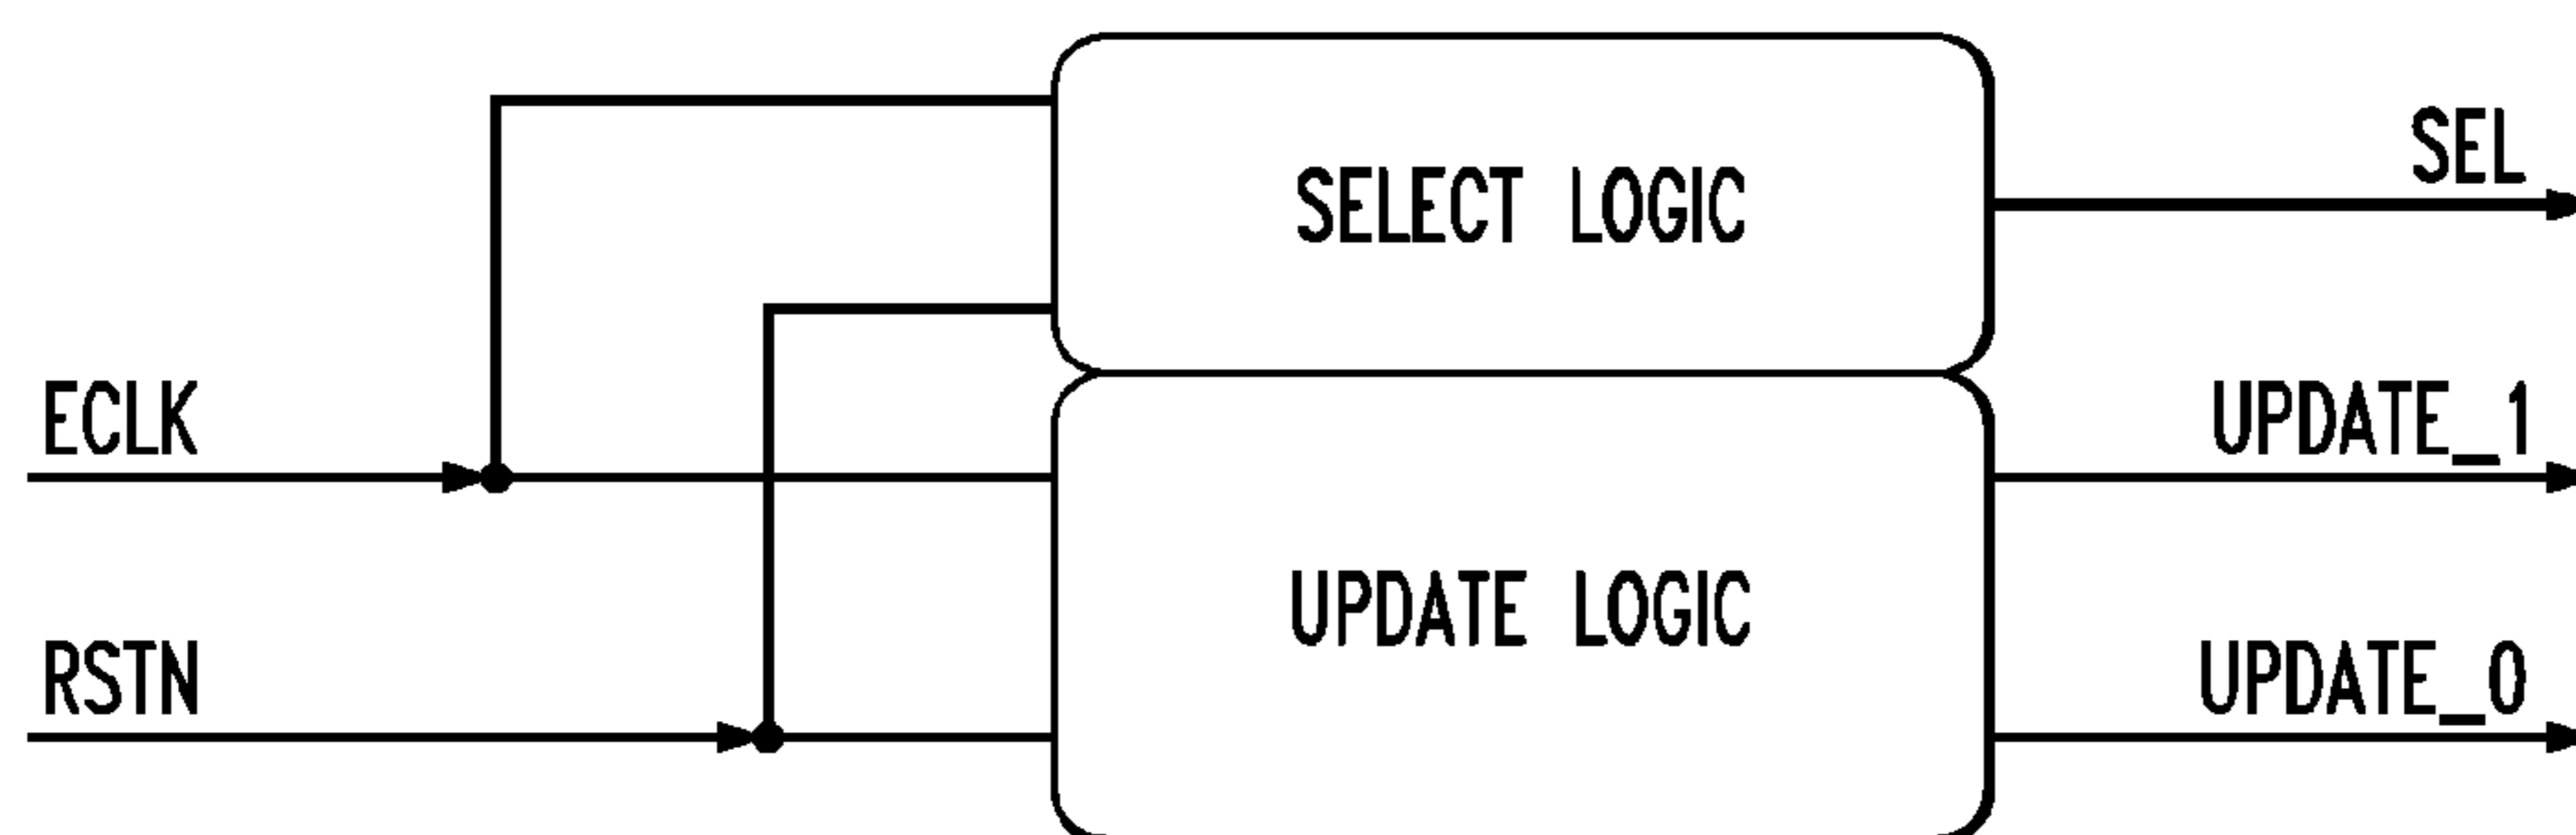 SEL
SELECT LOGIC
ECLK
UPDATE_1
UPDATE LOGIC
RSTN
UPDATE_0